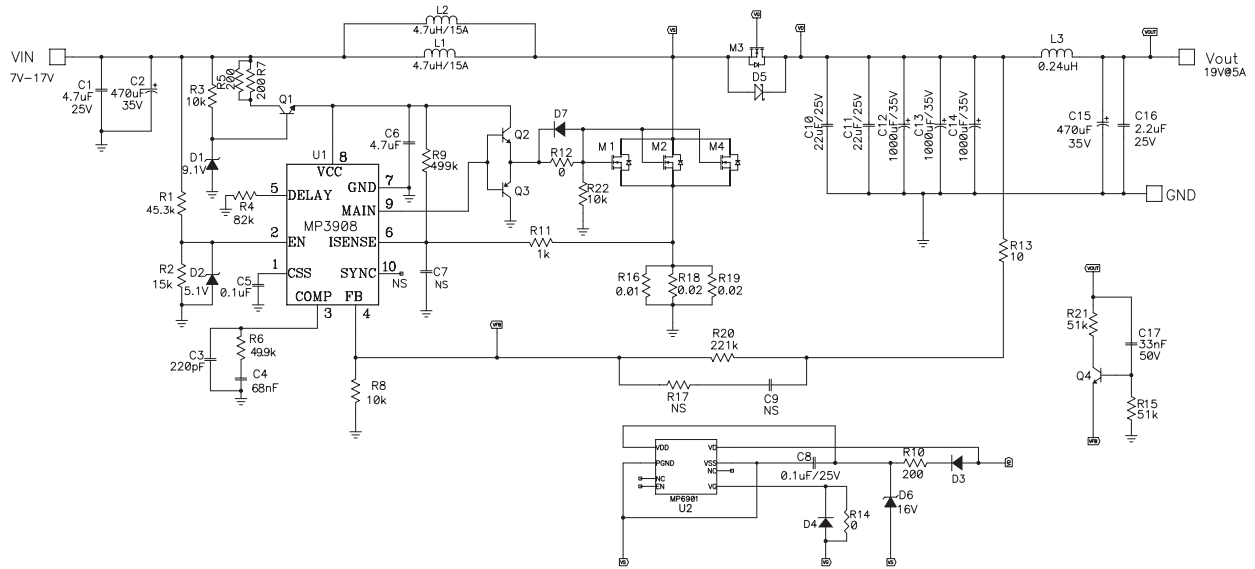 L2
4.7uH/15A
L1
4.7uH/15A
VS
VG
M3
VD
D5
L3
0.24uH
VOUT
VIN
7V-17V
Vout
19V@5A
C1
4.7uF
25V
C2
470uF
35V
R3
10k
R5
200
R7
200
Q1
D1
9.1V
C6
4.7uF
R9
499k
Q2
Q3
D7
R12
0
R22
10k
M1
M2
M4
C10
22uF/25V
C11
22uF/25V
C12
1000uF/35V
C13
1000uF/35V
C14
1000uF/35V
C15
470uF
35V
C16
2.2uF
25V
GND
U1
8
VCC
5
DELAY
GND
7
MAIN
9
MP3908
2
EN
ISENSE
6
1
CSS
SYNC
10
NS
COMP
FB
3
4
R4
82k
R1
45.3k
R2
15k
D2
5.1V
C5
0.1uF
C7
NS
R11
1k
R16
0.01
R18
0.02
R19
0.02
R13
10
C3
220pF
R6
49.9k
C4
68nF
R8
10k
VFB
R20
221k
R17
NS
C9
NS
VOUT
R21
51k
C17
33nF
50V
Q4
R15
51k
VFB
VDD
VD
PGND
VSS
NC
NC
EN
VG
MP6901
U2
C8
0.1uF/25V
R10
200
D3
D6
16V
D4
R14
0
VS
VS
VS